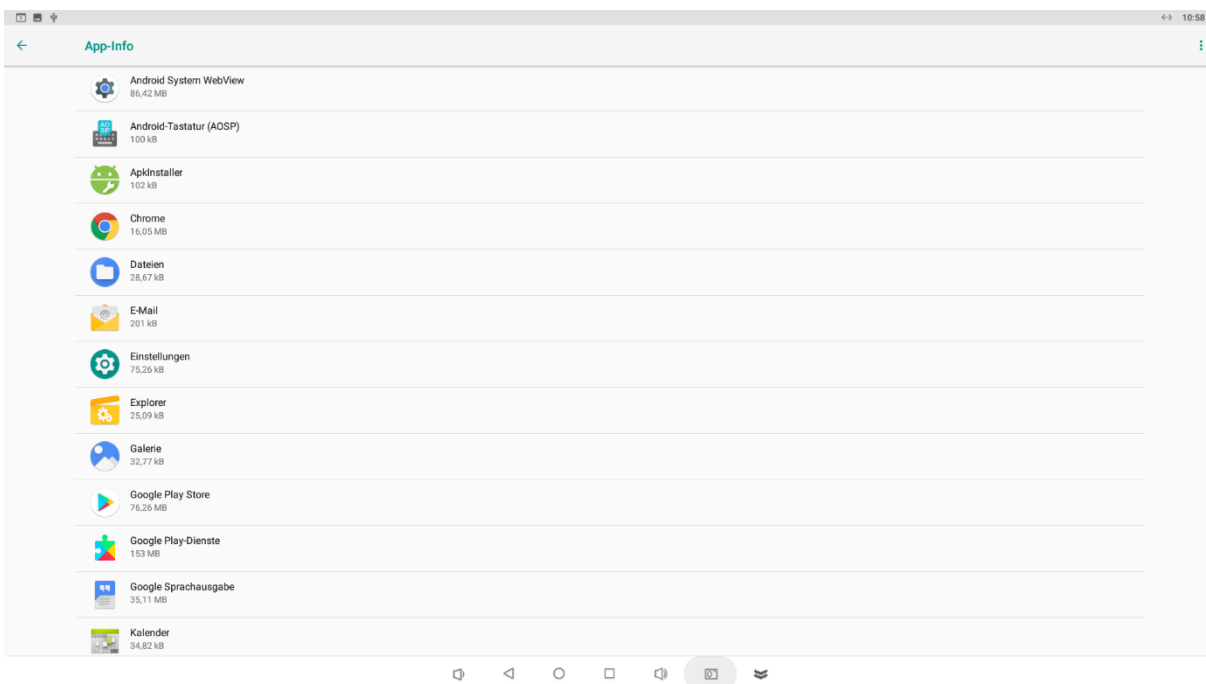 10:58
App-Info
Android System WebView
86,42 MB
Android-Tastatur (AOSP)
100 kB
ApkInstaller
102 kB
Chrome
16,05 MB
Dateien
28,67 kB
E-Mail
201 kB
Einstellungen
75,26 kB
Explorer
25,09 kB
Galerie
32,77 kB
Google Play Store
76,26 MB
Google Play-Dienste
153 MB
Google Sprachausgabe
35,11 MB
Kalender
34,82 kB